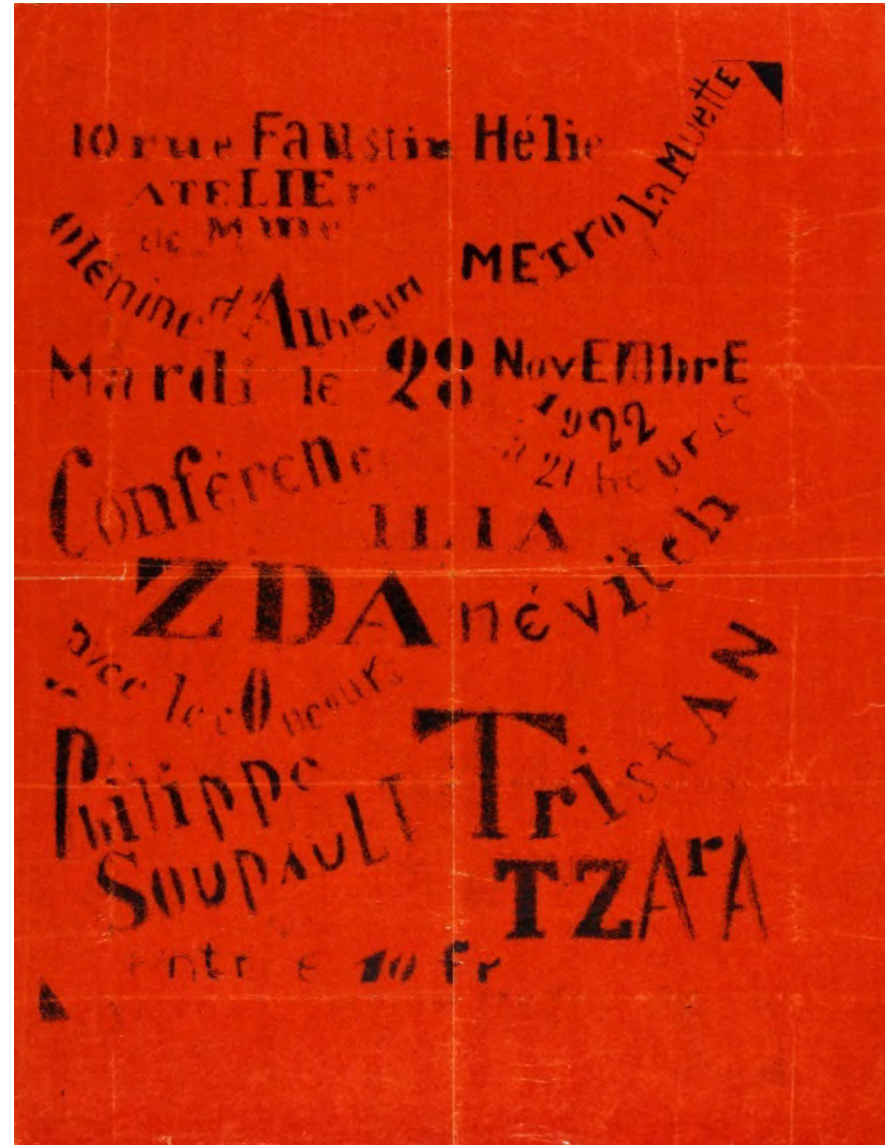 10 rue Faustin Hélie
ATELIEr
de Mme
Olénine d'Alheim
METro la Muette
Mardi le 28 NovEmbrE
1922
à 21 heures
Conférence
ILIA
ZDAnévitch
avec le cOncours
Philippe
SoupauLT
TristAN
TZArA
Entrée 10 fr